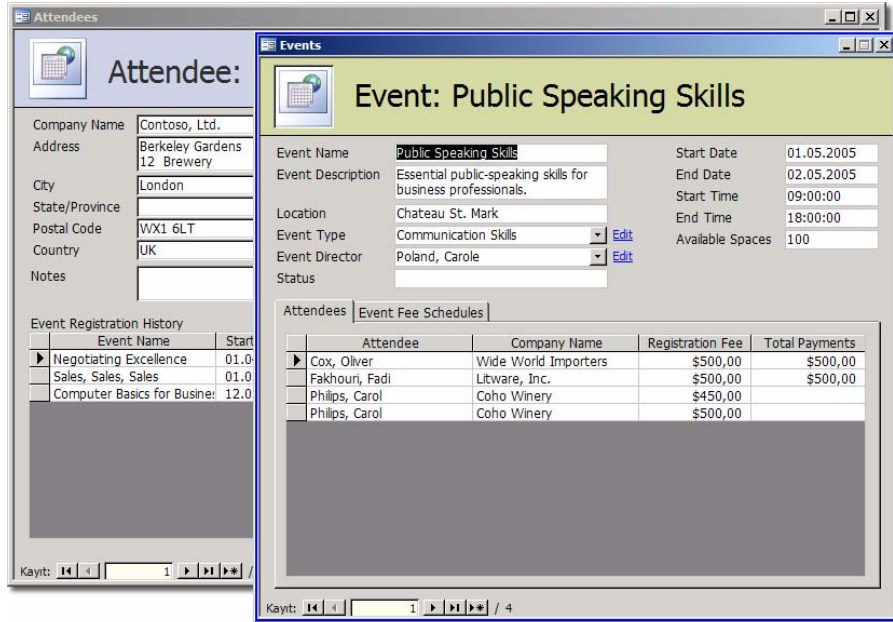 Attendees
Attendee:
Company Name Contoso, Ltd.
Address Berkeley Gardens
12 Brewery
City London
State/Province
Postal Code WX1 6LT
Country UK
Notes
Event Registration History
Event Name Start
Negotiating Excellence 01.0
Sales, Sales, Sales 01.0
Computer Basics for Busines 12.0
Kayıt: 1 /
Events
Event: Public Speaking Skills
Event Name Public Speaking Skills
Event Description Essential public-speaking skills for
business professionals.
Location Chateau St. Mark
Event Type Communication Skills Edit
Event Director Poland, Carole Edit
Status
Start Date 01.05.2005
End Date 02.05.2005
Start Time 09:00:00
End Time 18:00:00
Available Spaces 100
Attendees Event Fee Schedules
Attendee Company Name Registration Fee Total Payments
Cox, Oliver Wide World Importers $500,00 $500,00
Fakhouri, Fadi Litware, Inc. $500,00 $500,00
Philips, Carol Coho Winery $450,00
Philips, Carol Coho Winery $500,00
Kayıt: 1 / 4